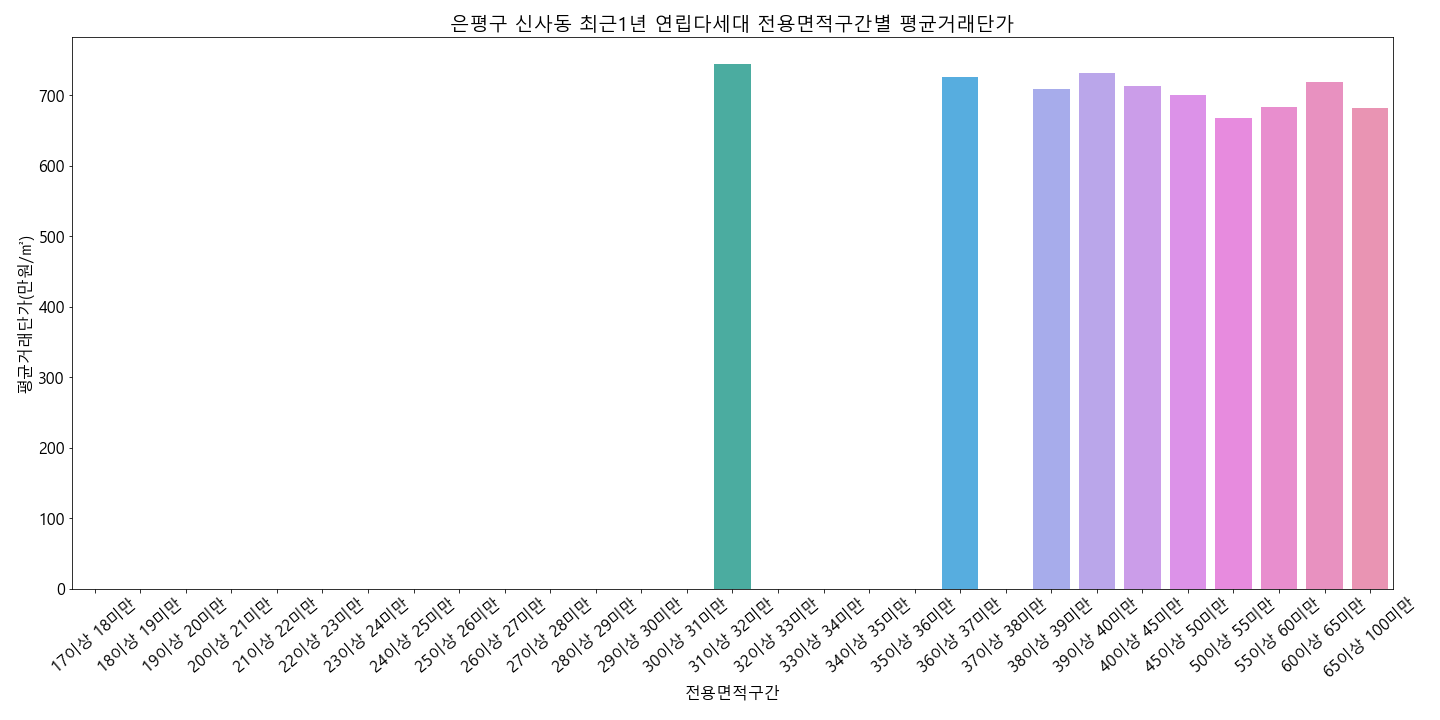 은평구 신사동 최근1년 연립다세대 전용면적구간별 평균거래단가
평균거래단가(만원/㎡)
700
600
500
400
300
200
100
0
17이상 18미만
18이상 19미만
19이상 20미만
20이상 21미만
21이상 22미만
22이상 23미만
23이상 24미만
24이상 25미만
25이상 26미만
26이상 27미만
27이상 28미만
28이상 29미만
29이상 30미만
30이상 31미만
31이상 32미만
32이상 33미만
33이상 34미만
34이상 35미만
35이상 36미만
36이상 37미만
37이상 38미만
38이상 39미만
39이상 40미만
40이상 45미만
45이상 50미만
50이상 55미만
55이상 60미만
60이상 65미만
65이상 100미만
전용면적구간